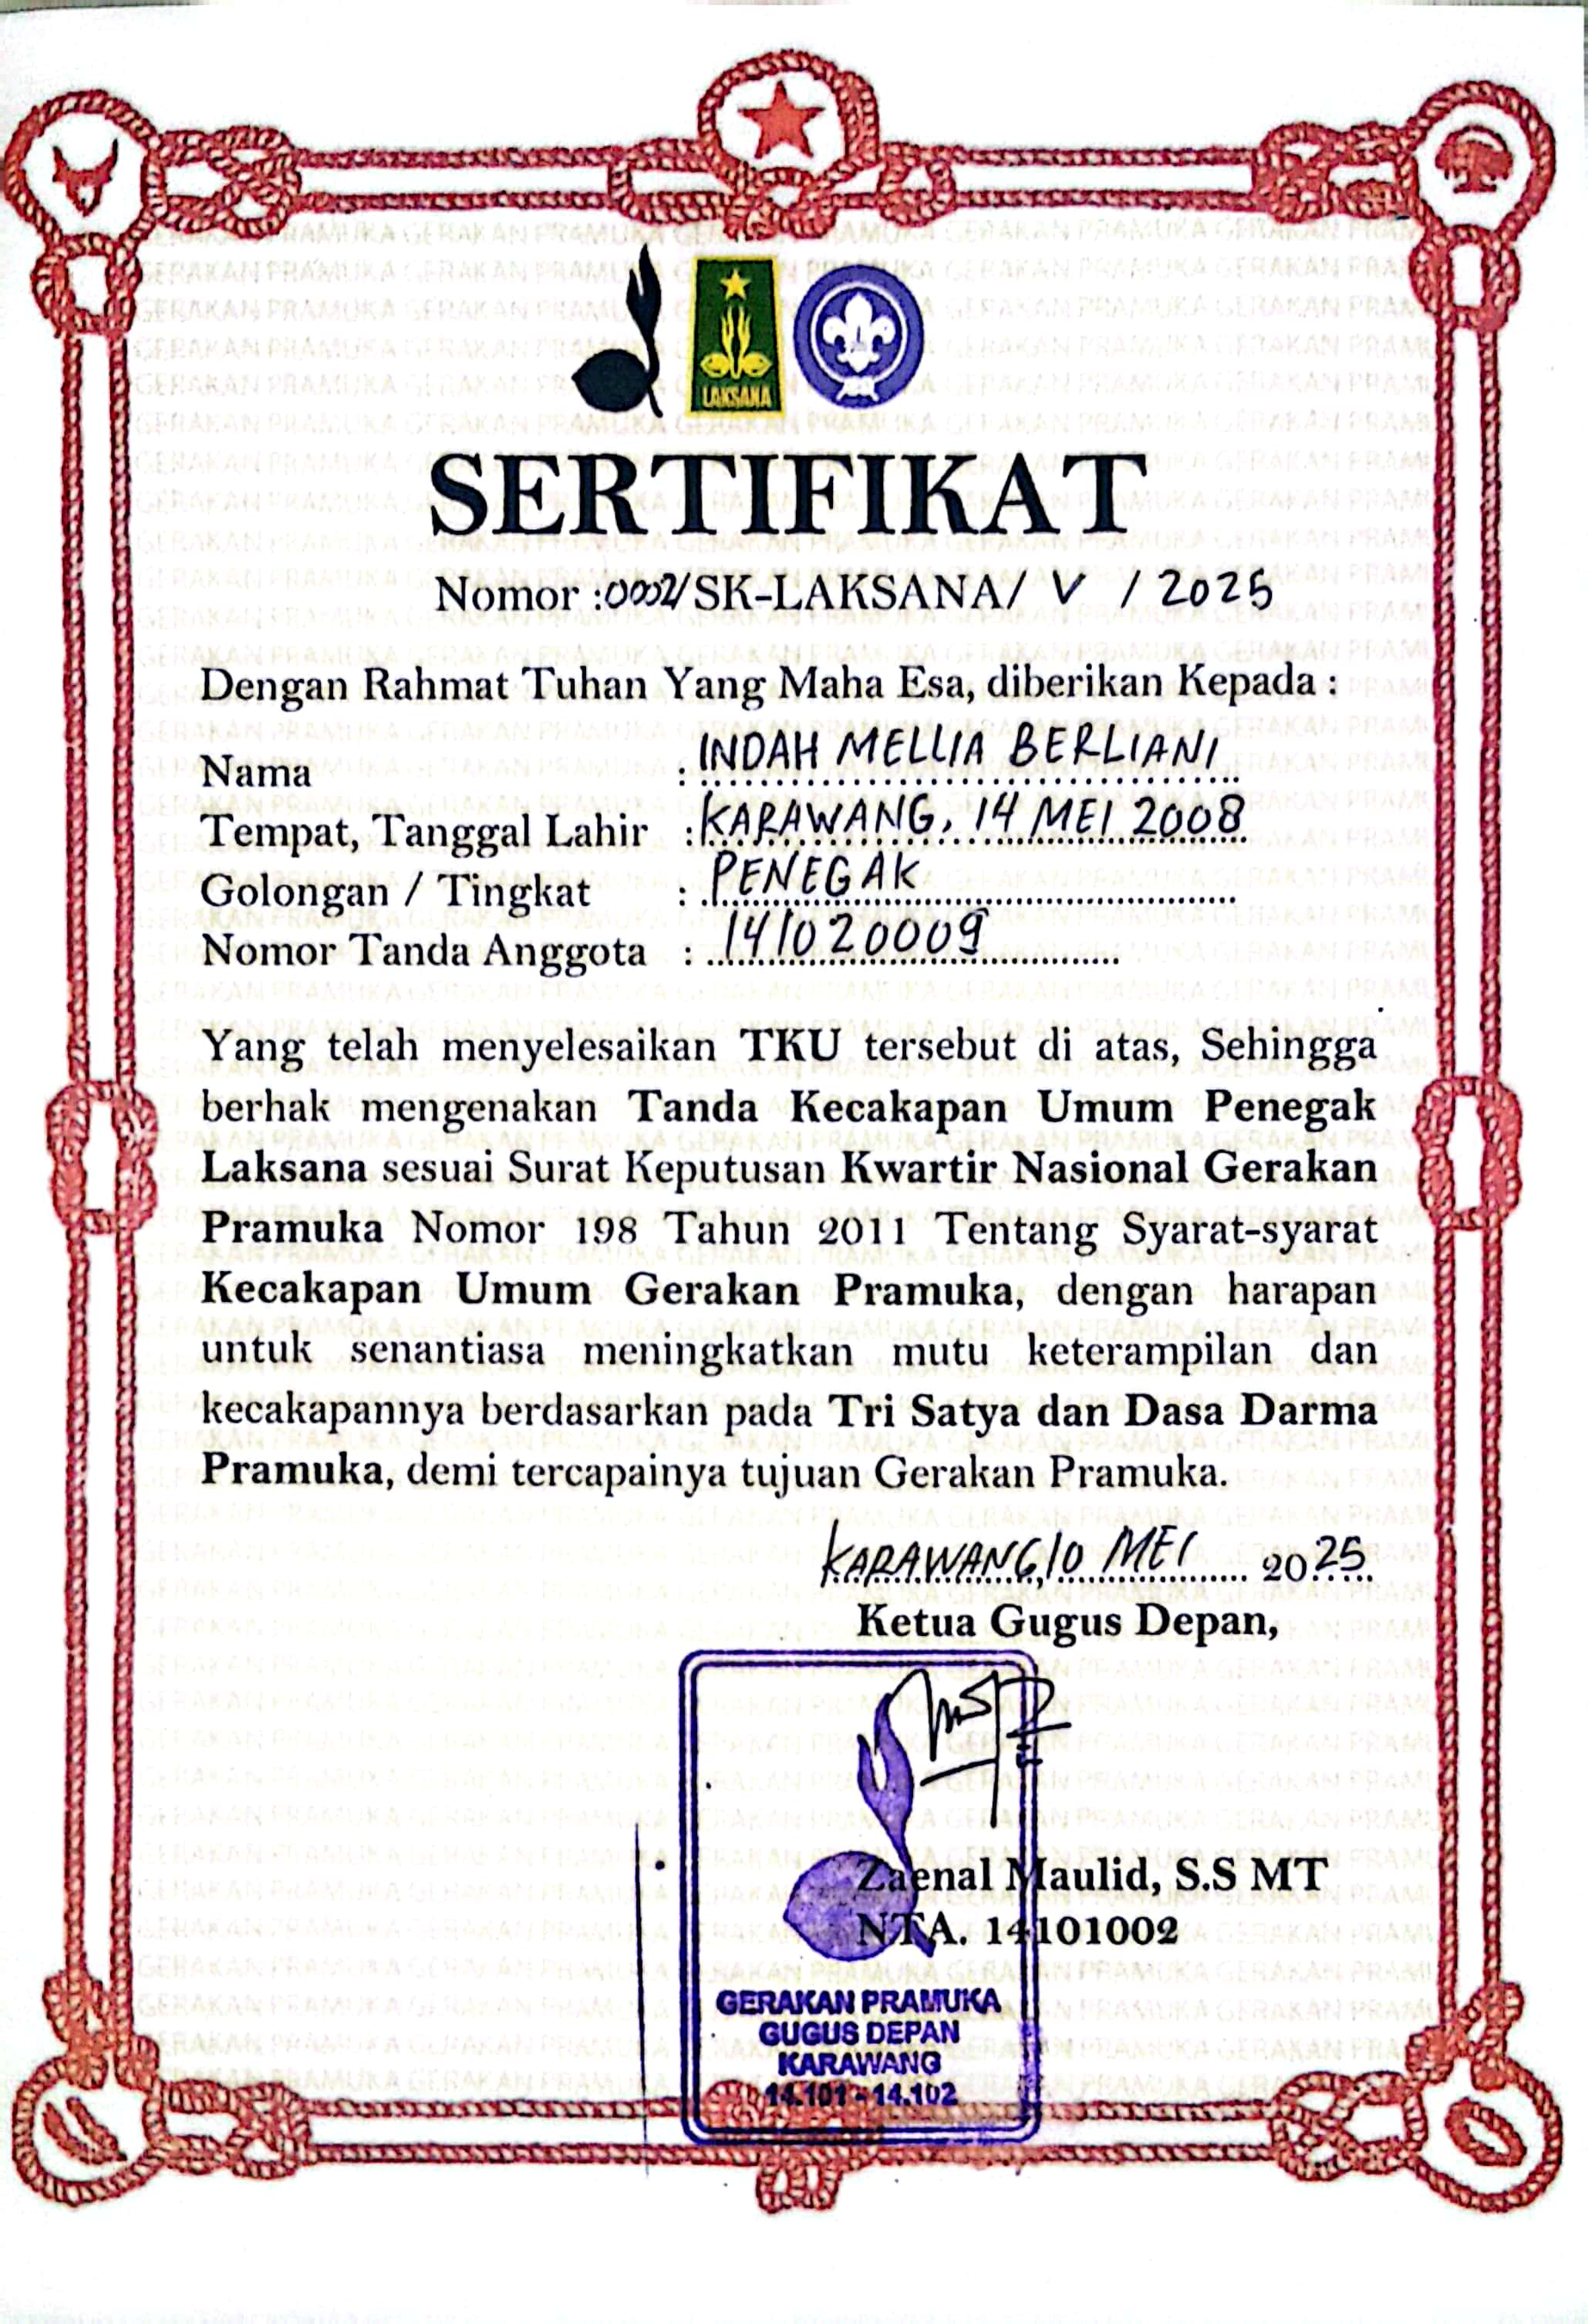 LAKSANA
SERTIFIKAT
Nomor :0002/SK-LAKSANA/ V / 2025
Dengan Rahmat Tuhan Yang Maha Esa, diberikan Kepada :
Nama : INDAH MELLIA BERLIANI
Tempat, Tanggal Lahir : KARAWANG, 14 MEI 2008
Golongan / Tingkat : PENEGAK
Nomor Tanda Anggota : 141020009
Yang telah menyelesaikan TKU tersebut di atas, Sehingga
berhak mengenakan Tanda Kecakapan Umum Penegak
Laksana sesuai Surat Keputusan Kwartir Nasional Gerakan
Pramuka Nomor 198 Tahun 2011 Tentang Syarat-syarat
Kecakapan Umum Gerakan Pramuka, dengan harapan
untuk senantiasa meningkatkan mutu keterampilan dan
kecakapannya berdasarkan pada Tri Satya dan Dasa Darma
Pramuka, demi tercapainya tujuan Gerakan Pramuka.
KARAWANG, 10 MEI 2025
Ketua Gugus Depan,
Zaenal Maulid, S.S MT
NTA. 14101002
GERAKAN PRAMUKA
GUGUS DEPAN
KARAWANG
14.101 - 14.102